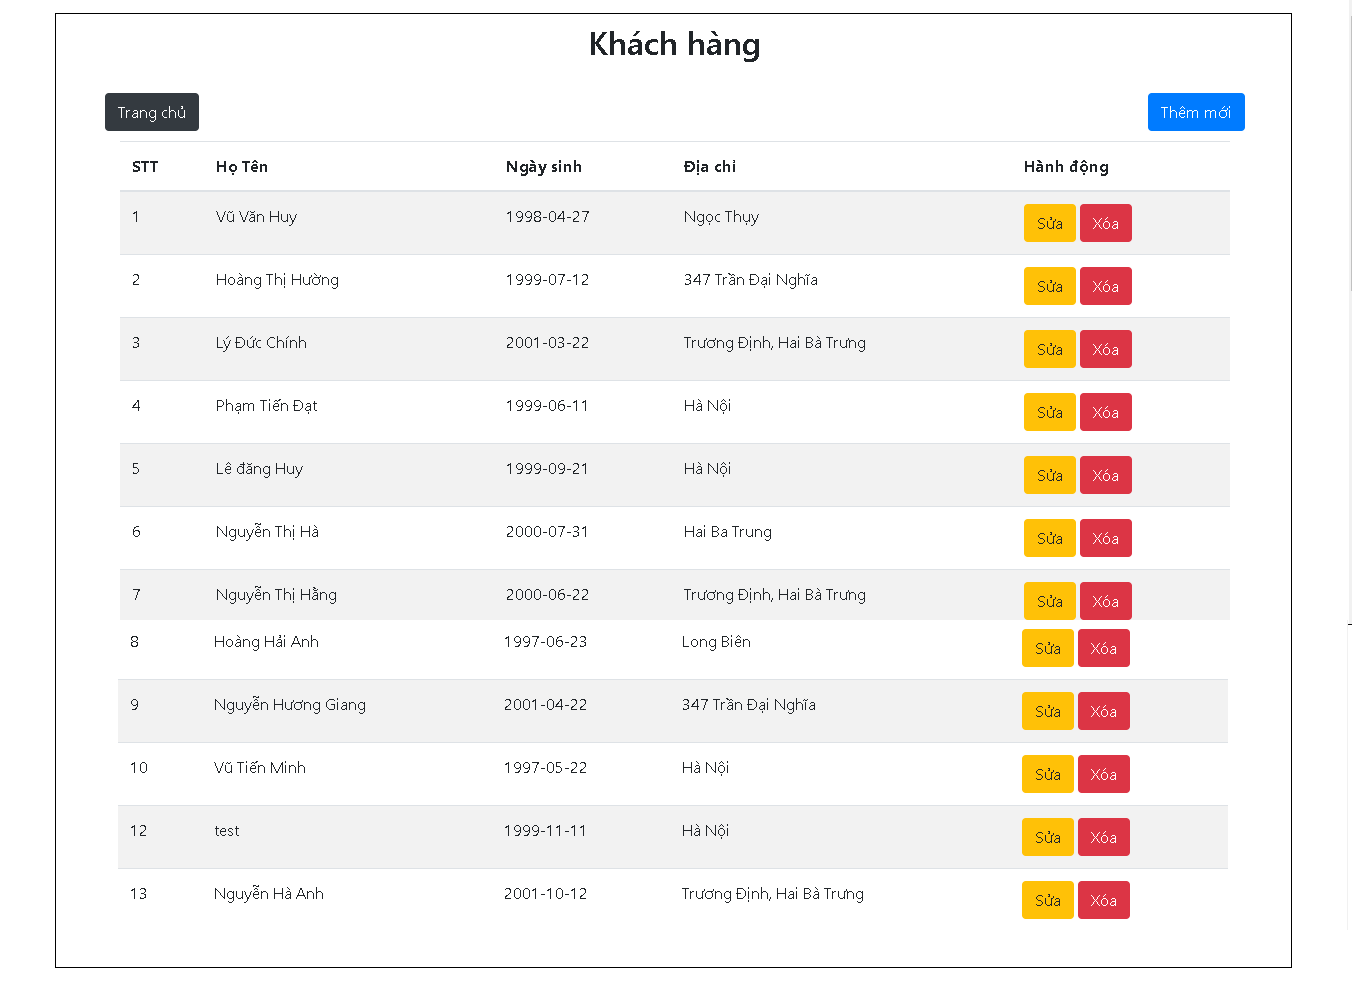 Khách hàng
Trang chủ Thêm mới
STT Họ Tên Ngày sinh Địa chỉ Hành động
1 Vũ Văn Huy 1998-04-27 Ngọc Thụy Sửa Xóa
2 Hoàng Thị Hường 1999-07-12 347 Trần Đại Nghĩa Sửa Xóa
3 Lý Đức Chính 2001-03-22 Trương Định, Hai Bà Trưng Sửa Xóa
4 Phạm Tiến Đạt 1999-06-11 Hà Nội Sửa Xóa
5 Lê đăng Huy 1999-09-21 Hà Nội Sửa Xóa
6 Nguyễn Thị Hà 2000-07-31 Hai Ba Trung Sửa Xóa
7 Nguyễn Thị Hằng 2000-06-22 Trương Định, Hai Bà Trưng Sửa Xóa
8 Hoàng Hải Anh 1997-06-23 Long Biên Sửa Xóa
9 Nguyễn Hương Giang 2001-04-22 347 Trần Đại Nghĩa Sửa Xóa
10 Vũ Tiến Minh 1997-05-22 Hà Nội Sửa Xóa
12 test 1999-11-11 Hà Nội Sửa Xóa
13 Nguyễn Hà Anh 2001-10-12 Trương Định, Hai Bà Trưng Sửa Xóa